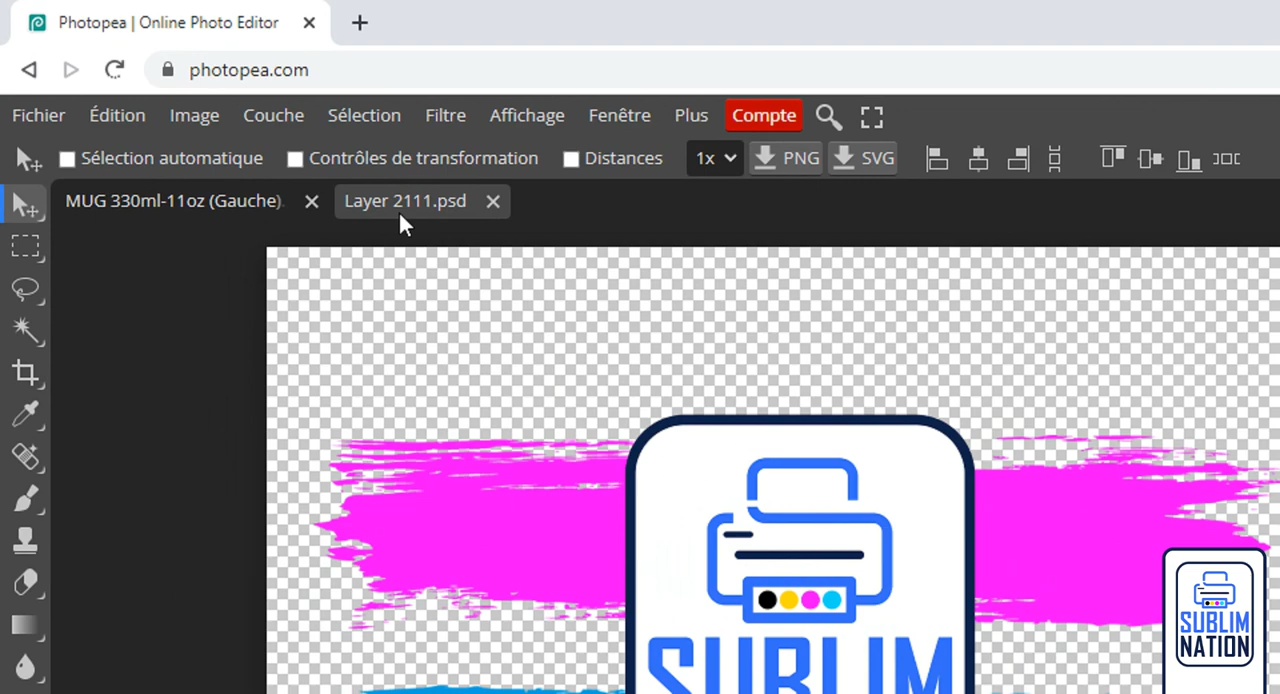 Photopea | Online Photo Editor
photopea.com
Fichier Édition Image Couche Sélection Filtre Affichage Fenêtre Plus Compte
Sélection automatique Contrôles de transformation Distances 1x PNG SVG
MUG 330ml-11oz (Gauche). Layer 2111.psd
SUBLIM
SUBLIM
NATION